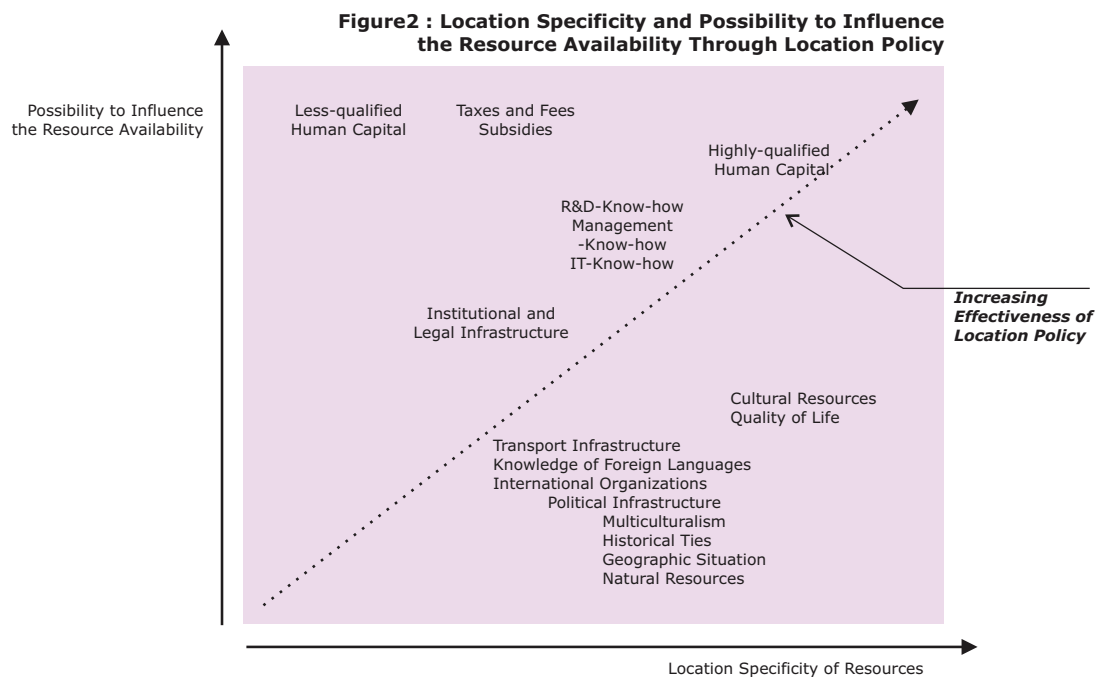 Figure2 : Location Specificity and Possibility to Influence
the Resource Availability Through Location Policy
Possibility to Influence
the Resource Availability
Less-qualified
Human Capital
Taxes and Fees
Subsidies
Highly-qualified
Human Capital
R&D-Know-how
Management
-Know-how
IT-Know-how
Institutional and
Legal Infrastructure
Increasing
Effectiveness of
Location Policy
Cultural Resources
Quality of Life
Transport Infrastructure
Knowledge of Foreign Languages
International Organizations
Political Infrastructure
Multiculturalism
Historical Ties
Geographic Situation
Natural Resources
Location Specificity of Resources